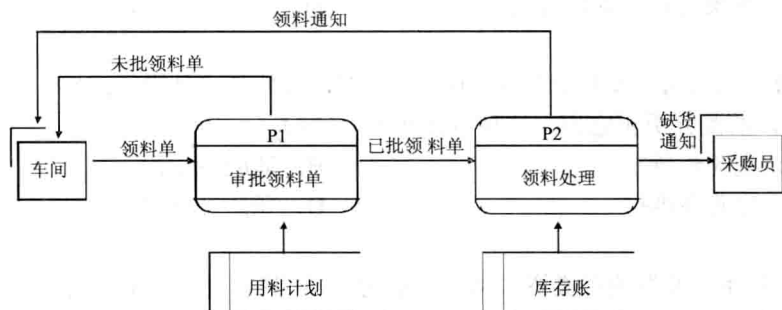 领料通知
未批领料单
车间
领料单
P1
审批领料单
已批领料单
P2
领料处理
缺货
通知
采购员
用料计划
库存账